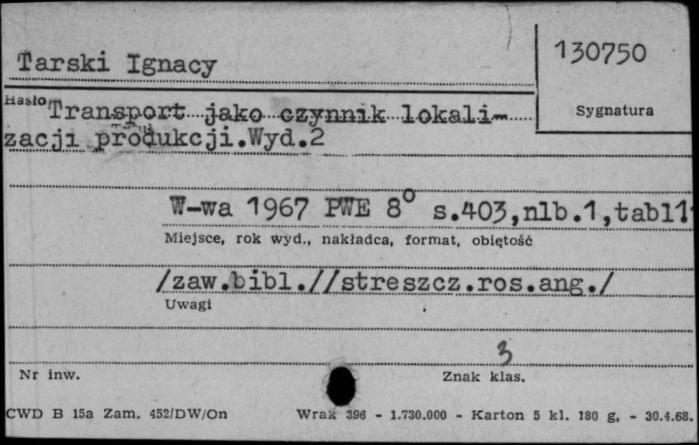 Tarski Ignacy
130750
Hasło
Sygnatura
Transport jako czynnik lokali-
zacji produkcji.Wyd.2
W-wa 1967 PWE 8° s.403,nlb.1,tabl1
Miejsce, rok wyd., nakładca, format, objętość
/zaw.bibl.//streszcz.ros.ang./
Uwagi
3
Nr inw.
Znak klas.
CWD B 15a Zam. 452/DW/On Wrak 396 - 1.730.000 - Karton 5 kl. 180 g, - 30.4.68.